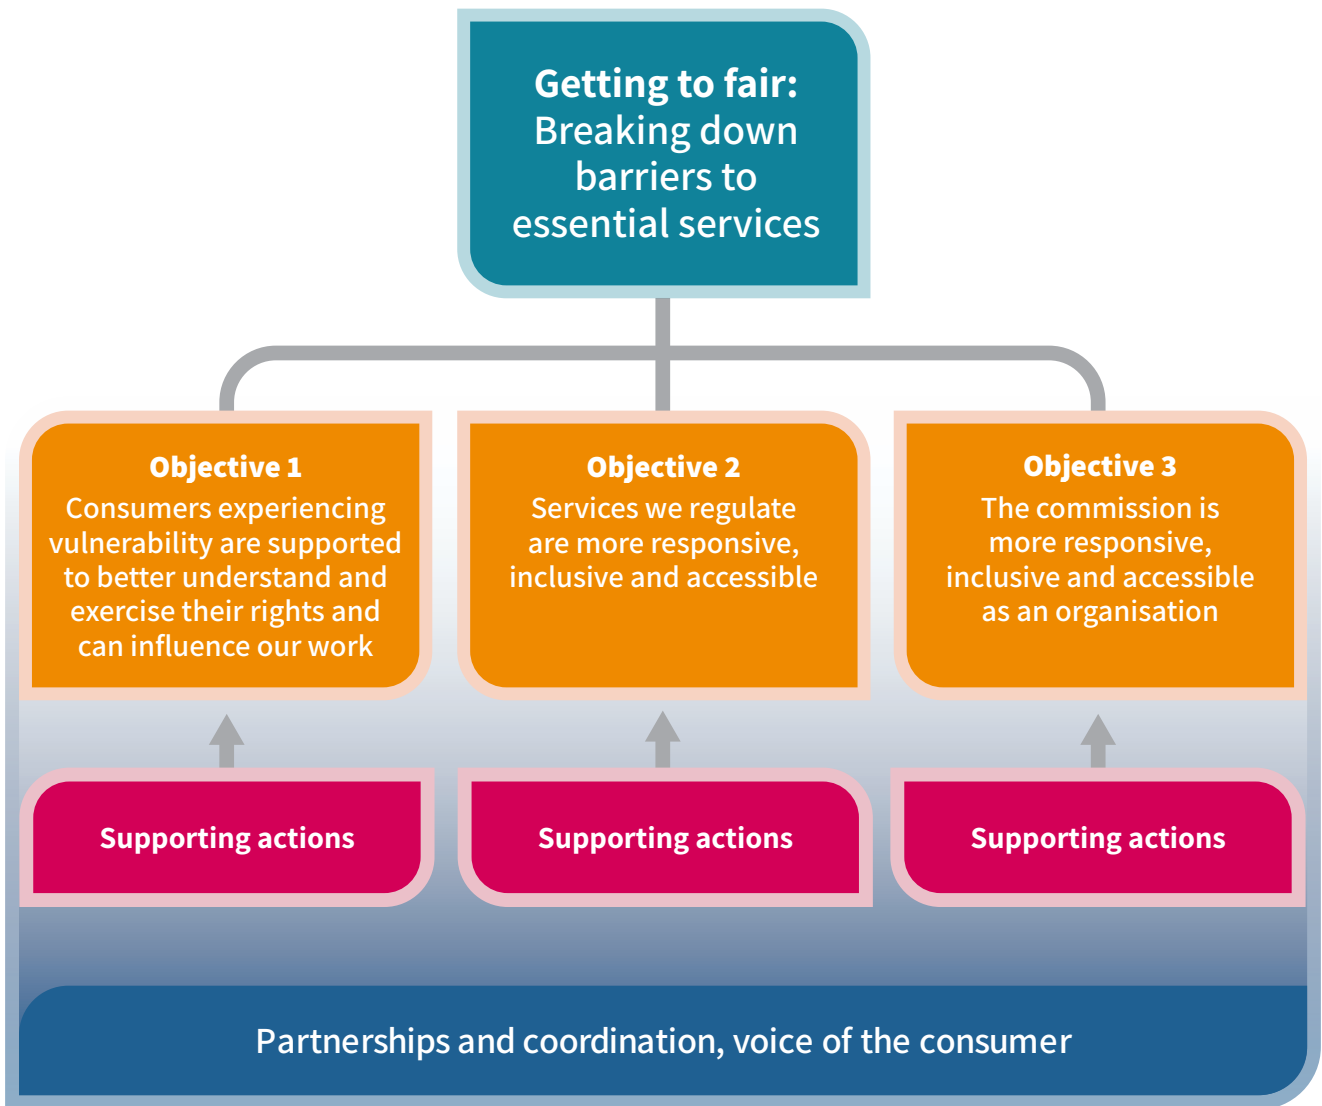 Getting to fair:
Breaking down
barriers to
essential services
Objective 1
Consumers experiencing
vulnerability are supported
to better understand and
exercise their rights and
can influence our work
Objective 2
Services we regulate
are more responsive,
inclusive and accessible
Objective 3
The commission is
more responsive,
inclusive and accessible
as an organisation
Supporting actions
Supporting actions
Supporting actions
Partnerships and coordination, voice of the consumer